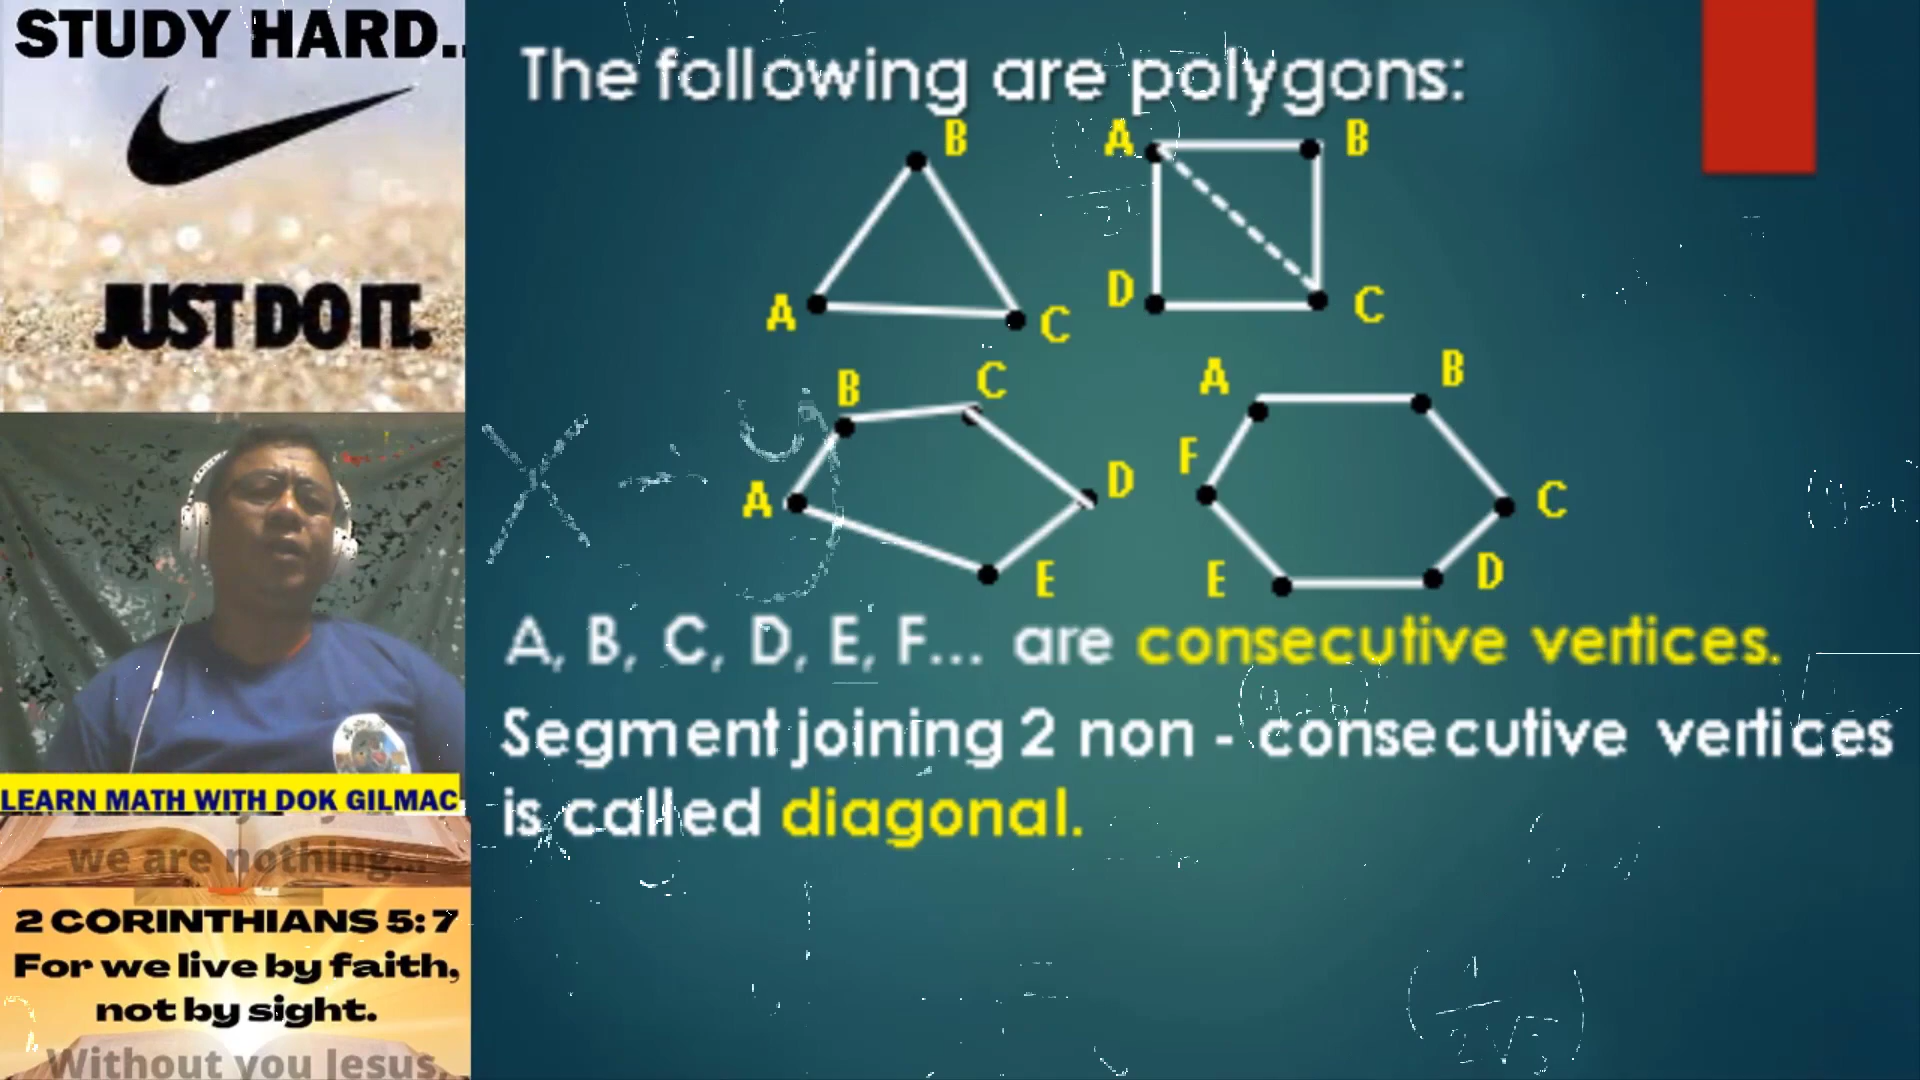 STUDY HARD..
JUST DO IT.
LEARN MATH WITH DOK GILMAC
we are nothing...
2 CORINTHIANS 5: 7
For we live by faith,
not by sight.
Without you Jesus,
The following are polygons:
B
A
C
A
B
D
C
B
C
A
D
E
A
B
F
C
E
D
A, B, C, D, E, F... are consecutive vertices.
Segment joining 2 non - consecutive vertices
is called diagonal.
X - y